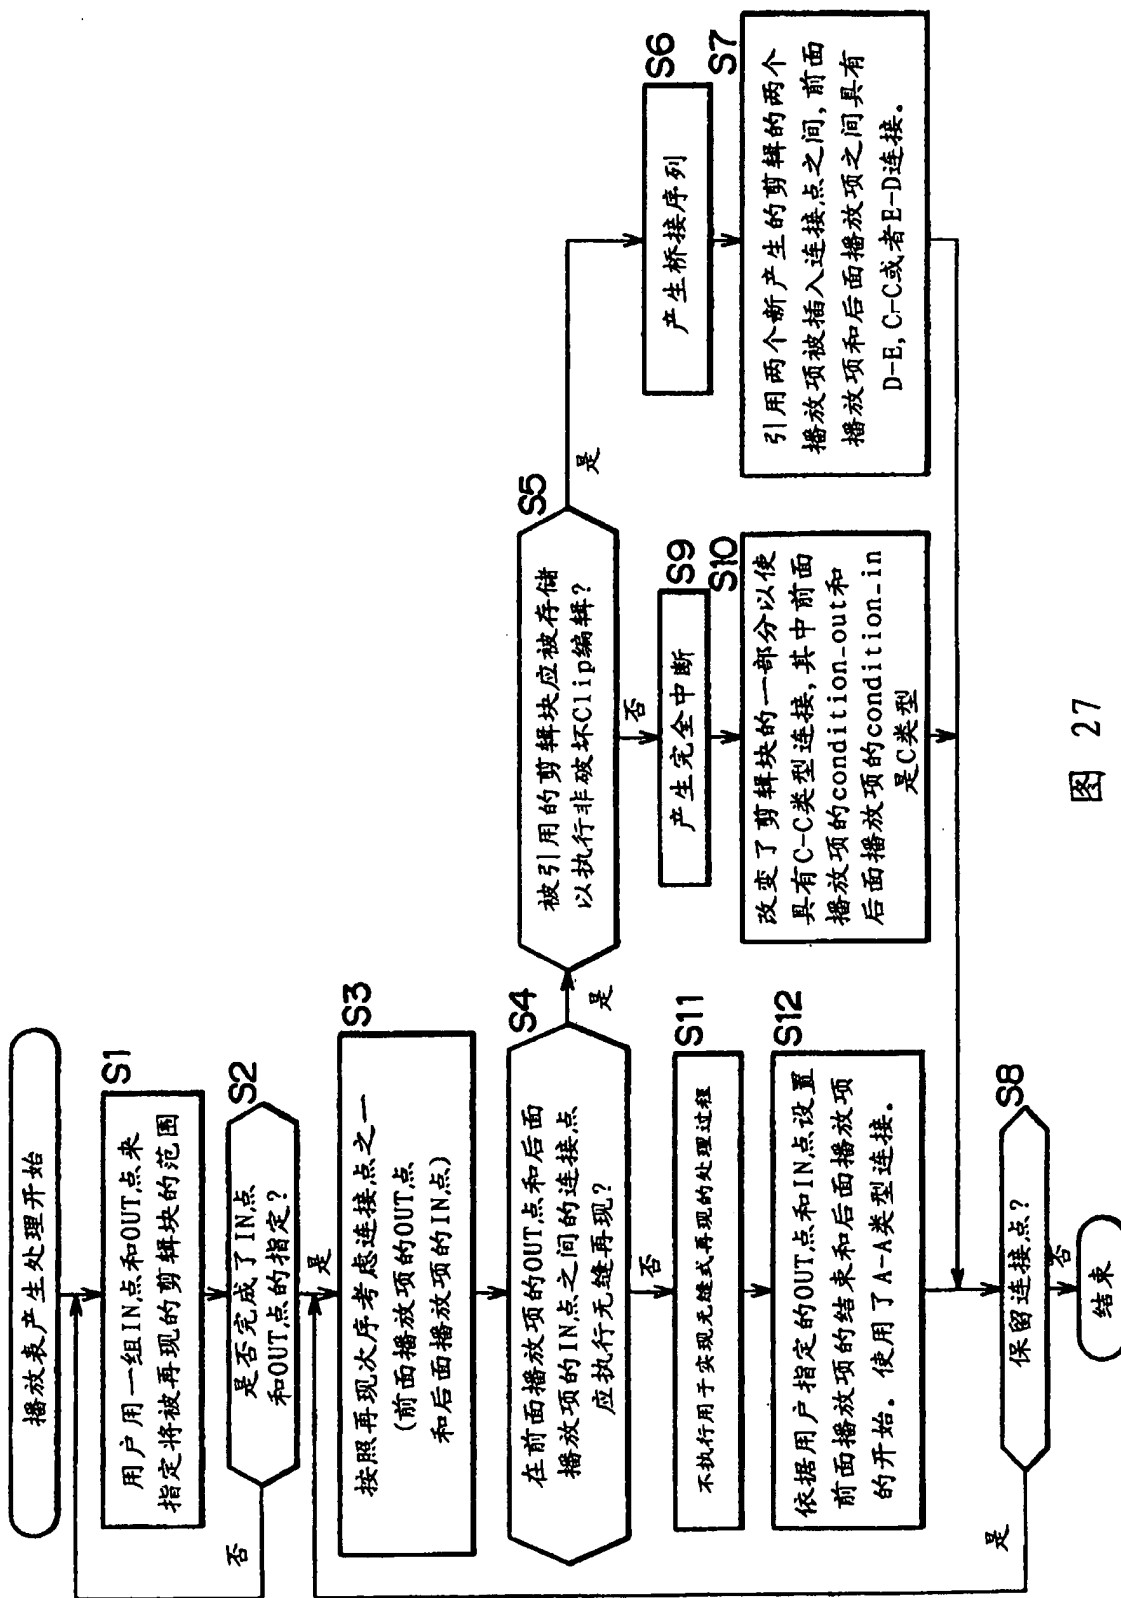 播放表产生处理开始
S1
用户用一组IN点和OUT点来
指定将被再现的剪辑块的范围
S2
是否完成了IN点
和OUT点的指定?
否
是
S3
按照再现次序考虑连接点之一
(前面播放项的OUT点
和后面播放项的IN点)
S4
在前面播放项的OUT点和后面
播放项的IN点之间的连接点
应执行无缝再现?
是
否
S5
被引用的剪辑块应被存储
以执行非破坏Clip编辑?
是
否
S6
产生桥接序列
S7
引用两个新产生的剪辑的两个
播放项被插入连接点之间,前面
播放项和后面播放项之间具有
D-E,C-C或者E-D连接。
S9
产生完全中断
S10
改变了剪辑块的一部分以使
具有C-C类型连接,其中前面
播放项的condition_out和
后面播放项的condition_in
是C类型
S11
不执行用于实现无缝式再现的处理过程
S12
依据用户指定的OUT点和IN点设置
前面播放项的结束和后面播放项
的开始。使用了A-A类型连接。
S8
保留连接点?
是
否
结束
图 27